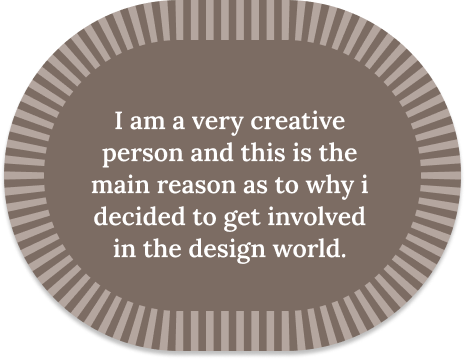 I am a very creative
person and this is the
main reason as to why i
decided to get involved
in the design world.